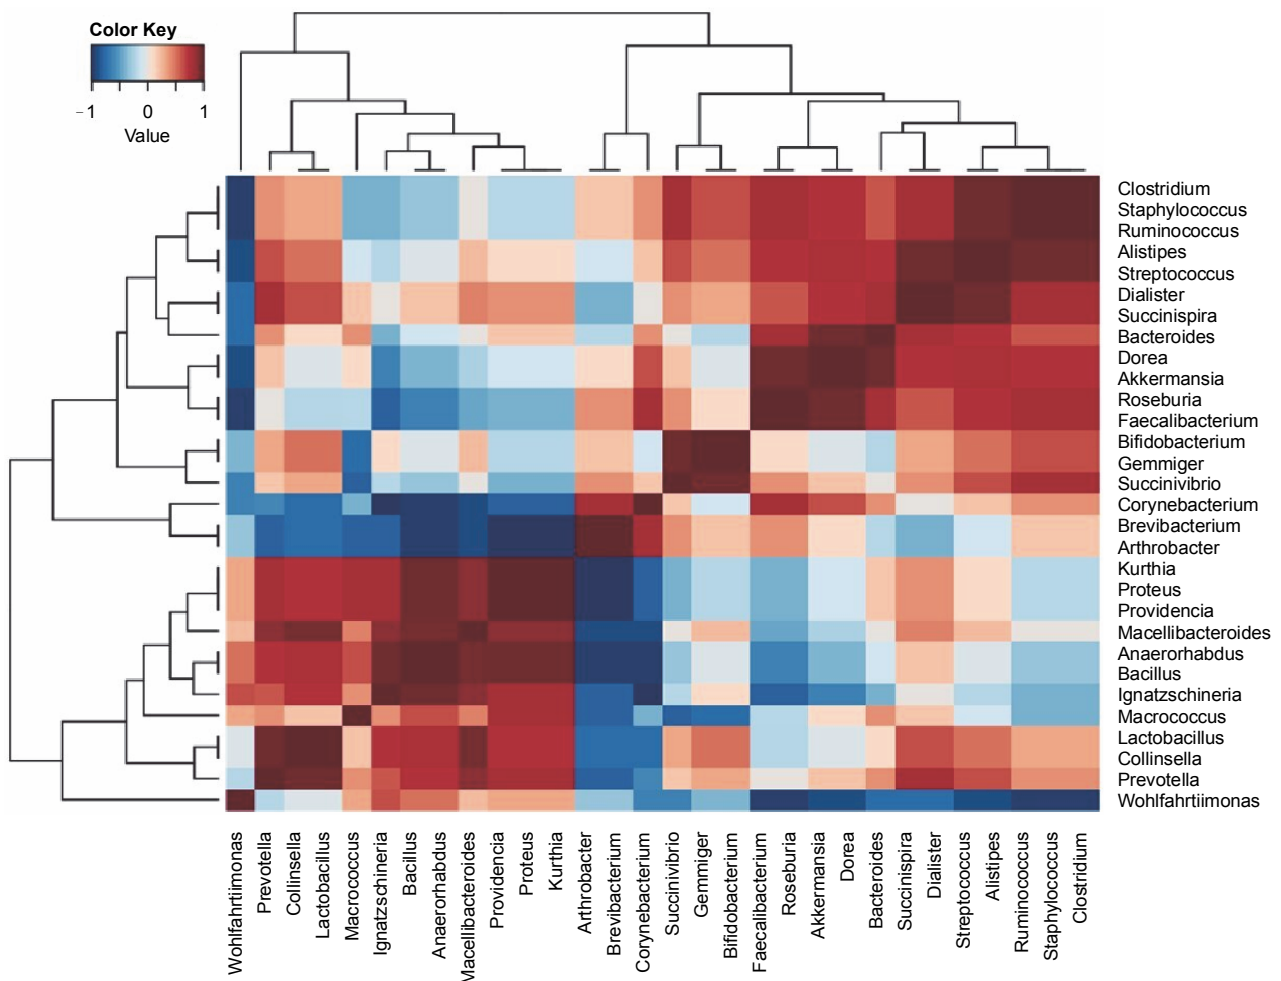 Color Key
−1 0 1
Value
Clostridium
Staphylococcus
Ruminococcus
Alistipes
Streptococcus
Dialister
Succinispira
Bacteroides
Dorea
Akkermansia
Roseburia
Faecalibacterium
Bifidobacterium
Gemmiger
Succinivibrio
Corynebacterium
Brevibacterium
Arthrobacter
Kurthia
Proteus
Providencia
Macellibacteroides
Anaerorhabdus
Bacillus
Ignatzschineria
Macrococcus
Lactobacillus
Collinsella
Prevotella
Wohlfahrtiimonas
Wohlfahrtiimonas
Prevotella
Collinsella
Lactobacillus
Macrococcus
Ignatzschineria
Bacillus
Anaerorhabdus
Macellibacteroides
Providencia
Proteus
Kurthia
Arthrobacter
Brevibacterium
Corynebacterium
Succinivibrio
Gemmiger
Bifidobacterium
Faecalibacterium
Roseburia
Akkermansia
Dorea
Bacteroides
Succinispira
Dialister
Streptococcus
Alistipes
Ruminococcus
Staphylococcus
Clostridium